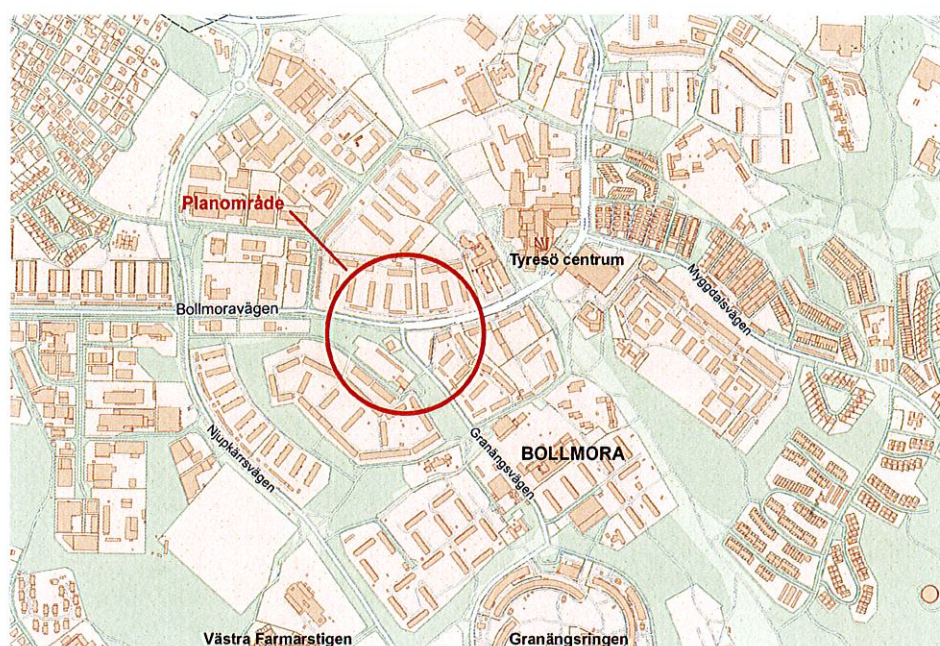 Planområde
Tyresö centrum
Bollmoravägen
Myggdalsvägen
Njupkärrsvägen
Granängsvägen
BOLLMORA
Västra Farmarstigen
Granängsringen